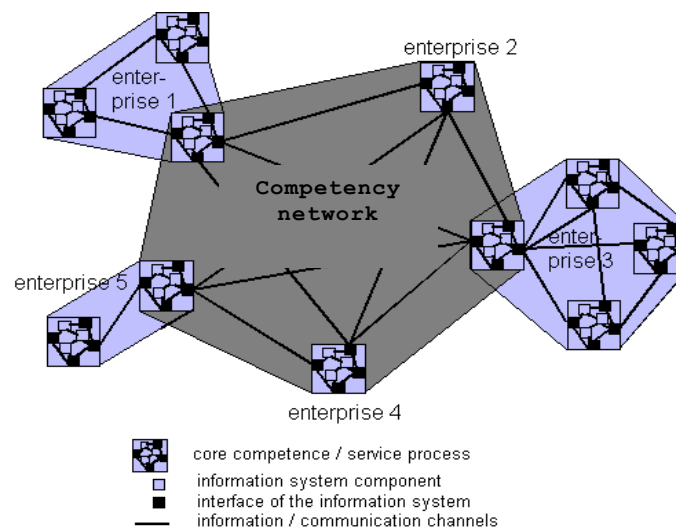 enterprise 2
enter-
prise 1
Competency
network
enter-
prise 3
enterprise 5
enterprise 4
core competence / service process
information system component
interface of the information system
information / communication channels